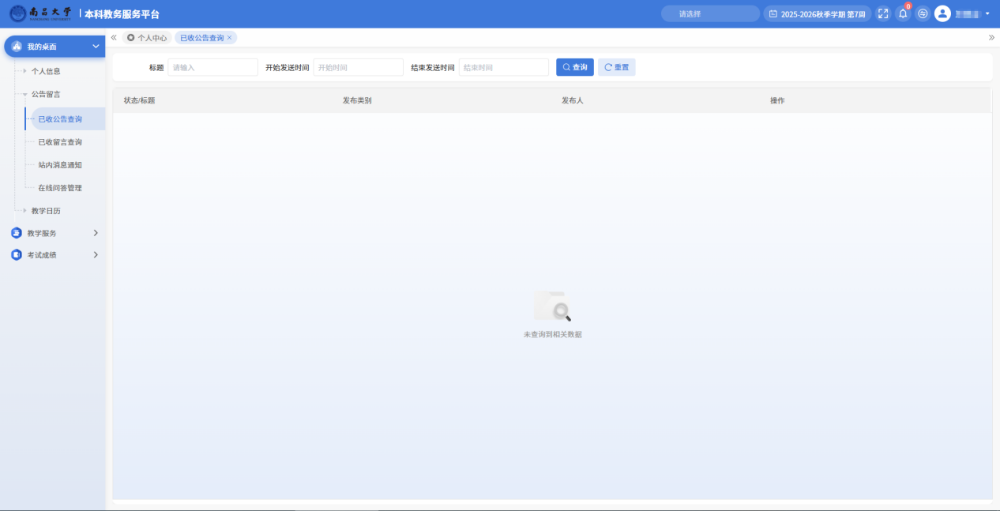 南昌大学 本科教务服务平台
NANCHANG UNIVERSITY
请选择
2025-2026秋季学期 第7周
0
我的桌面
个人信息
公告留言
已收公告查询
已收留言查询
站内消息通知
在线问答管理
教学日历
教学服务
考试成绩
个人中心
已收公告查询
标题 请输入 开始发送时间 开始时间 结束发送时间 结束时间 查询 重置
状态/标题 发布类别 发布人 操作
未查询到相关数据